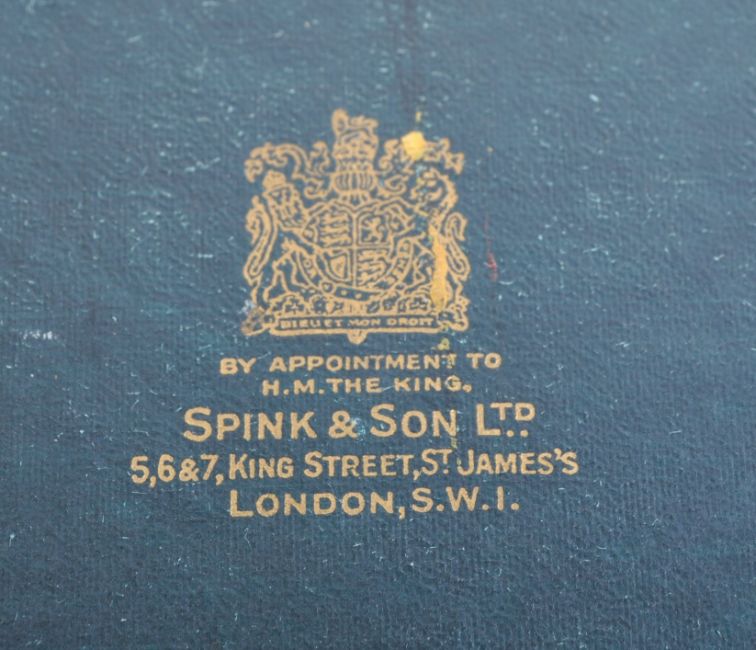 DIEU ET MON DROIT
BY APPOINTMENT TO
H.M. THE KING,
SPINK & SON LTD.
5,6 & 7, KING STREET, ST. JAMES'S
LONDON, S.W.1.